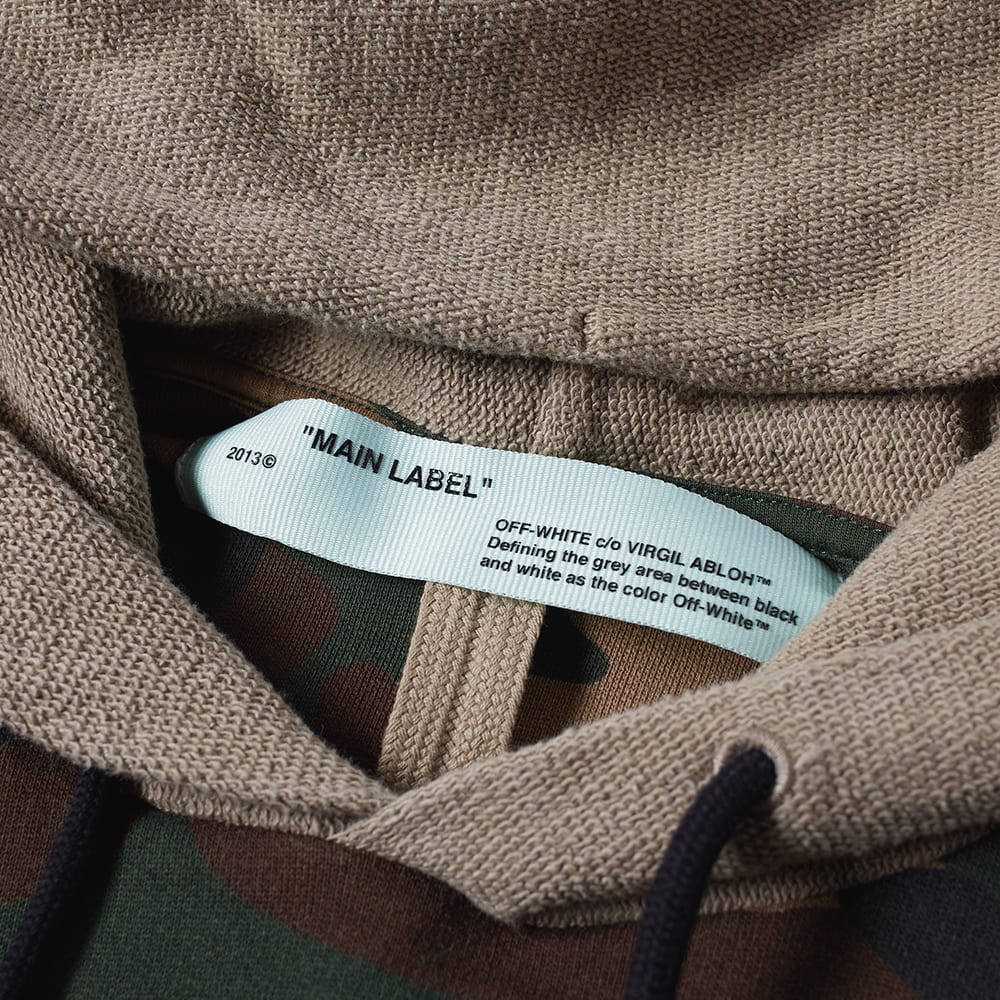 2013©
"MAIN LABEL"
OFF-WHITE c/o VIRGIL ABLOH™
Defining the grey area between black
and white as the color Off-White™